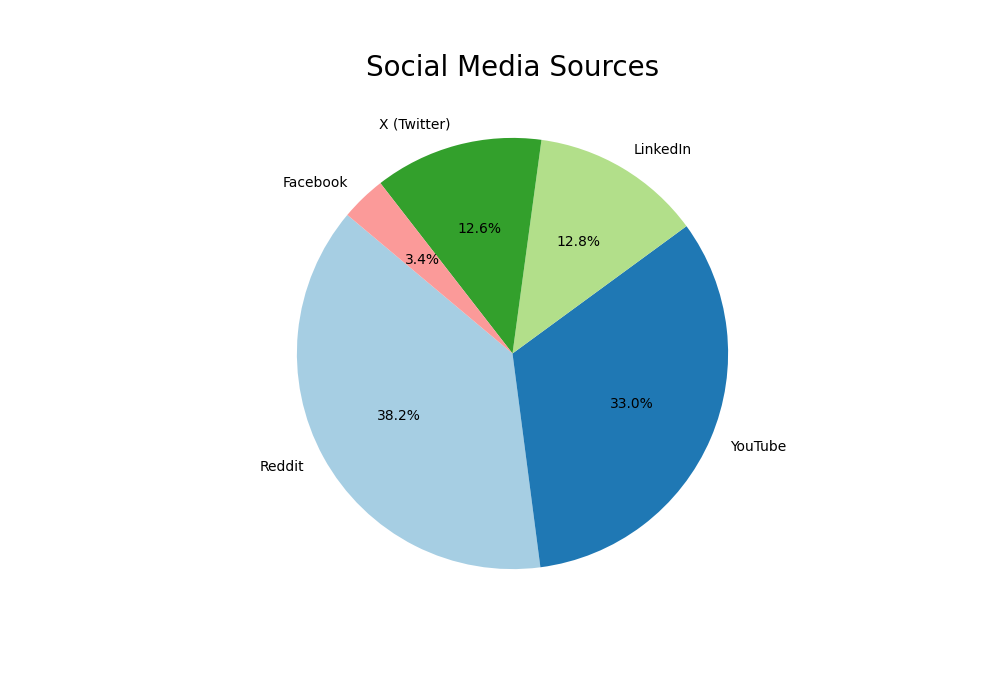 Social Media Sources
X (Twitter)
LinkedIn
Facebook
12.6%
12.8%
3.4%
33.0%
38.2%
YouTube
Reddit